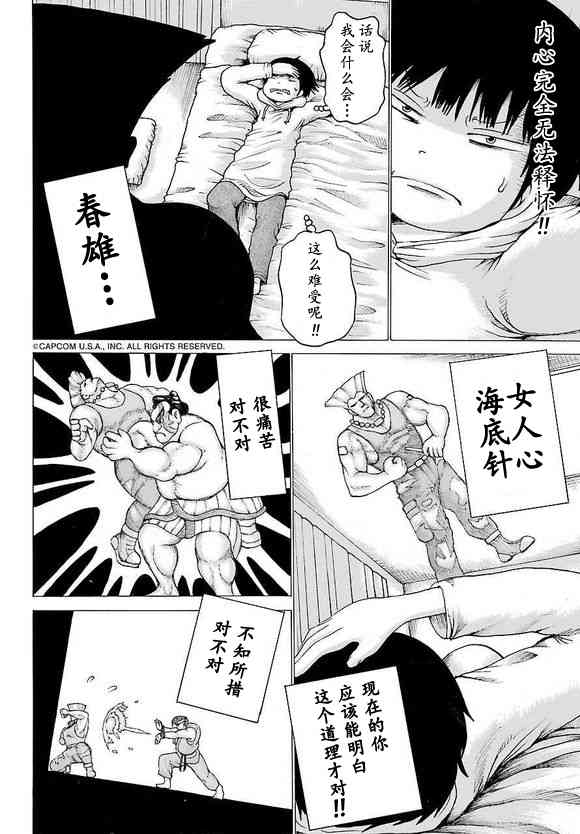 内心完全无法释怀!!
话说
我会什么会…
这么难受呢!!
春雄…
©CAPCOM U.S.A., INC. ALL RIGHTS RESERVED.
女人心
海底针
很痛苦
对不对
不知所措
对不对
现在的你
应该能明白
这个道理才对!!